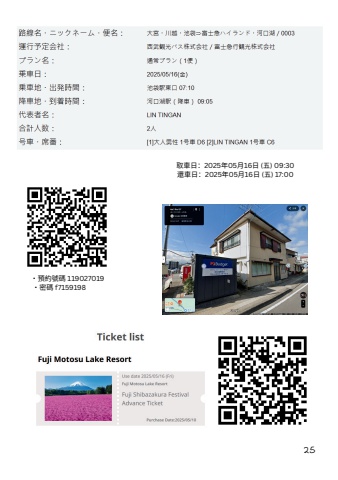 路線名・ニックネーム・便名： 大宮・川越・池袋⇒富士急ハイランド・河口湖 / 0003
運行予定会社： 西武観光バス株式会社 / 富士急行観光株式会社
プラン名： 通常プラン ( 1便 )
乗車日： 2025/05/16(金)
乗車地・出発時間： 池袋駅東口 07:10
降車地・到着時間： 河口湖駅 ( 降車 ) 09:05
代表者名： LIN TINGAN
合計人数： 2人
号車・席番： [1]大人男性 1号車 D6 [2]LIN TINGAN 1号車 C6
取車日：2025年05月16日 (五) 09:30
還車日：2025年05月16日 (五) 17:00
・預約號碼 119027019
・密碼 f7159198
Ticket list
Fuji Motosu Lake Resort
Use date 2025/05/16 (Fri)
Fuji Motosu Lake Resort
Fuji Shibazakura Festival
Advance Ticket
Purchase Date:2025/05/16
25